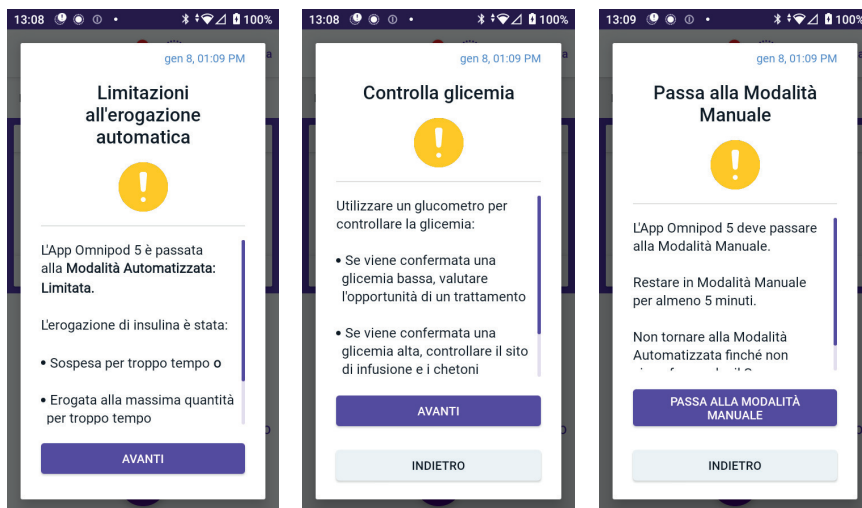 13:08 100%
gen 8, 01:09 PM
Limitazioni
all'erogazione
automatica
L'App Omnipod 5 è passata
alla Modalità Automatizzata:
Limitata.
L'erogazione di insulina è stata:
• Sospesa per troppo tempo o
• Erogata alla massima quantità
per troppo tempo
AVANTI
13:08 100%
gen 8, 01:09 PM
Controlla glicemia
Utilizzare un glucometro per
controllare la glicemia:
• Se viene confermata una
glicemia bassa, valutare
l'opportunità di un trattamento
• Se viene confermata una
glicemia alta, controllare il sito
di infusione e i chetoni
AVANTI
INDIETRO
13:09 100%
gen 8, 01:09 PM
Passa alla Modalità
Manuale
L'App Omnipod 5 deve passare
alla Modalità Manuale.
Restare in Modalità Manuale
per almeno 5 minuti.
Non tornare alla Modalità
Automatizzata finché non
PASSA ALLA MODALITÀ
MANUALE
INDIETRO